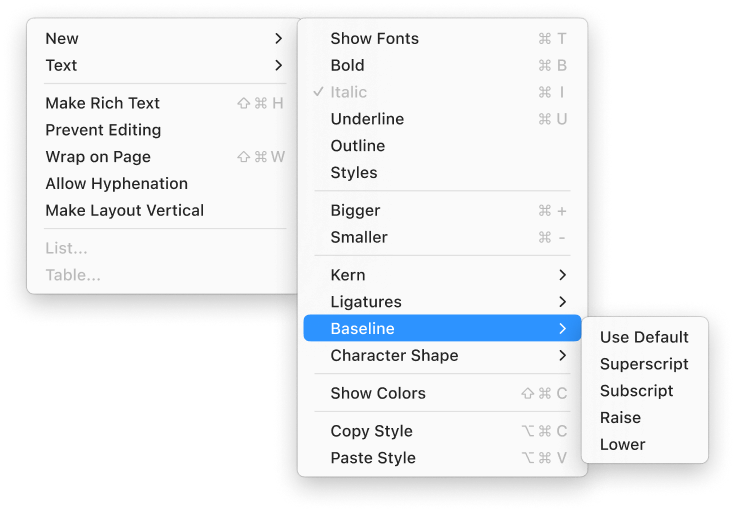 New
Text
Make Rich Text ⇧⌘H
Prevent Editing
Wrap on Page ⇧⌘W
Allow Hyphenation
Make Layout Vertical
List...
Table...
Show Fonts ⌘T
Bold ⌘B
✓ Italic ⌘I
Underline ⌘U
Outline
Styles
Bigger ⌘+
Smaller ⌘-
Kern
Ligatures
Baseline
Character Shape
Show Colors ⇧⌘C
Copy Style ⌥⌘C
Paste Style ⌥⌘V
Use Default
Superscript
Subscript
Raise
Lower